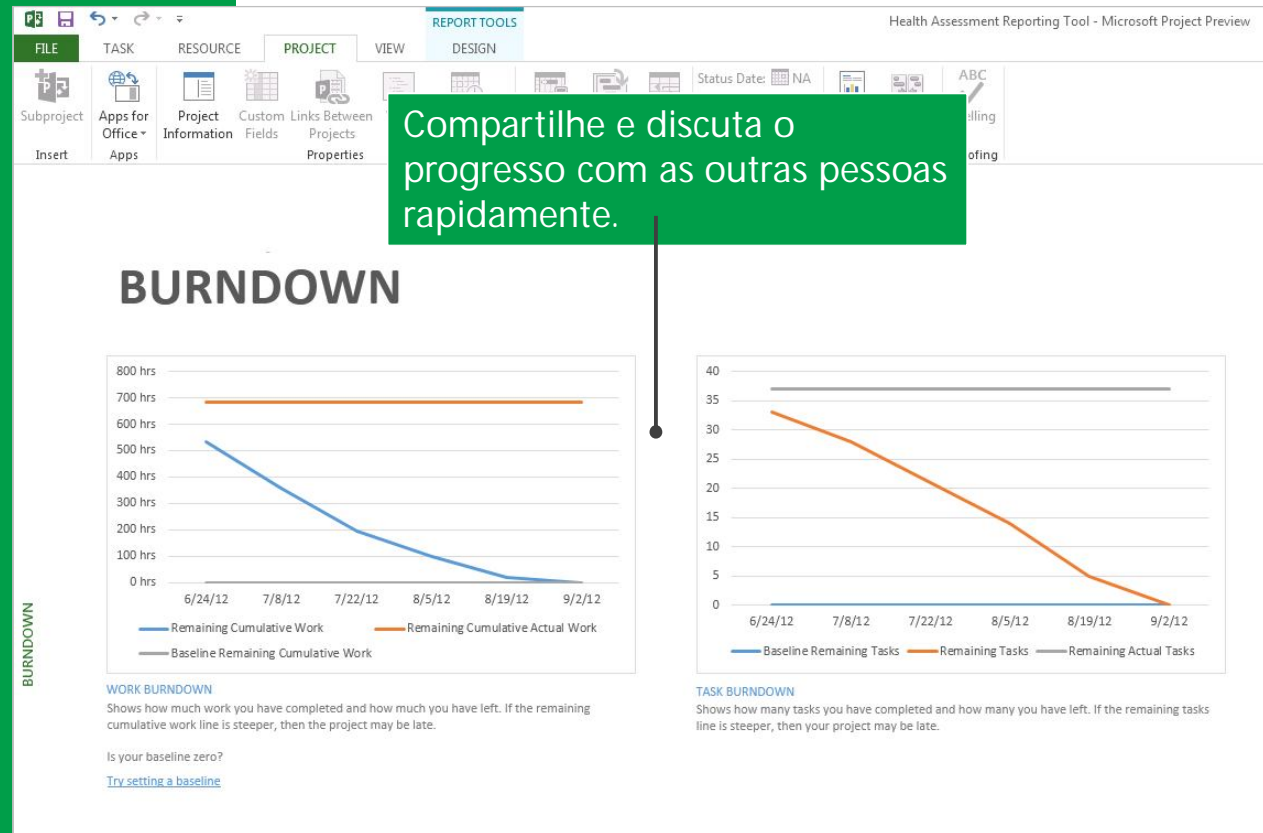 REPORT TOOLS
Health Assessment Reporting Tool - Microsoft Project Preview
FILE TASK RESOURCE PROJECT VIEW DESIGN
Subproject
Apps for Office
Project Information
Custom Fields
Links Between Projects
Status Date: NA
ABC
Insert Apps Properties
Compartilhe e discuta o
progresso com as outras pessoas
rapidamente.
BURNDOWN
800 hrs
700 hrs
600 hrs
500 hrs
400 hrs
300 hrs
200 hrs
100 hrs
0 hrs
6/24/12 7/8/12 7/22/12 8/5/12 8/19/12 9/2/12
Remaining Cumulative Work Remaining Cumulative Actual Work
Baseline Remaining Cumulative Work
WORK BURNDOWN
Shows how much work you have completed and how much you have left. If the remaining
cumulative work line is steeper, then the project may be late.
Is your baseline zero?
Try setting a baseline
40
35
30
25
20
15
10
5
0
6/24/12 7/8/12 7/22/12 8/5/12 8/19/12 9/2/12
Baseline Remaining Tasks Remaining Tasks Remaining Actual Tasks
TASK BURNDOWN
Shows how many tasks you have completed and how many you have left. If the remaining tasks
line is steeper, then your project may be late.
BURNDOWN